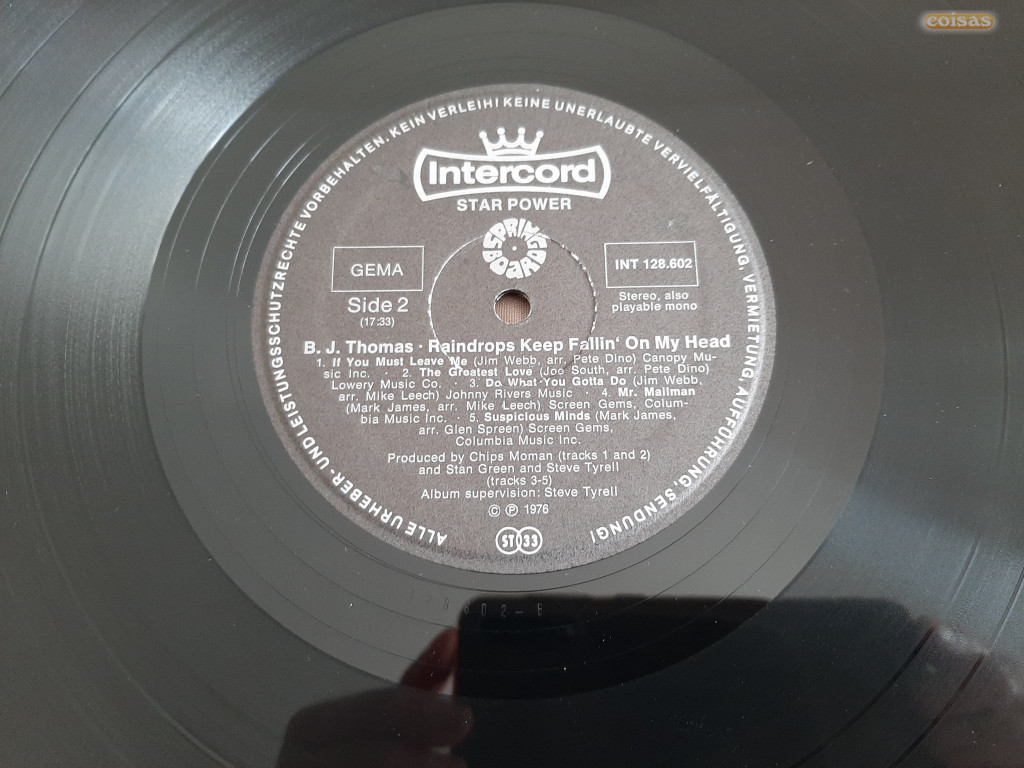 coisas
ALLE URHEBER- UND LEISTUNGSSCHUTZRECHTE VORBEHALTEN. KEIN VERLEIH! KEINE UNERLAUBTE VERVIELFÄLTIGUNG, VERMIETUNG, AUFFÜHRUNG, SENDUNG!
Intercord
STAR POWER
SPRING
BOARD
GEMA
INT 128.602
Side 2
(17:33)
Stereo, also
playable mono
B. J. Thomas · Raindrops Keep Fallin' On My Head
1. If You Must Leave Me (Jim Webb, arr. Pete Dino) Canopy Mu-
sic Inc. · 2. The Greatest Love (Joe South, arr. Pete Dino)
Lowery Music Co. · 3. Do What You Gotta Do (Jim Webb,
arr. Mike Leech) Johnny Rivers Music · 4. Mr. Mailman
(Mark James, arr. Mike Leech) Screen Gems, Colum-
bia Music Inc. · 5. Suspicious Minds (Mark James,
arr. Glen Spreen) Screen Gems,
Columbia Music Inc.
Produced by Chips Moman (tracks 1 and 2)
and Stan Green and Steve Tyrell
(tracks 3-5)
Album supervision: Steve Tyrell
© ℗ 1976
ST 33